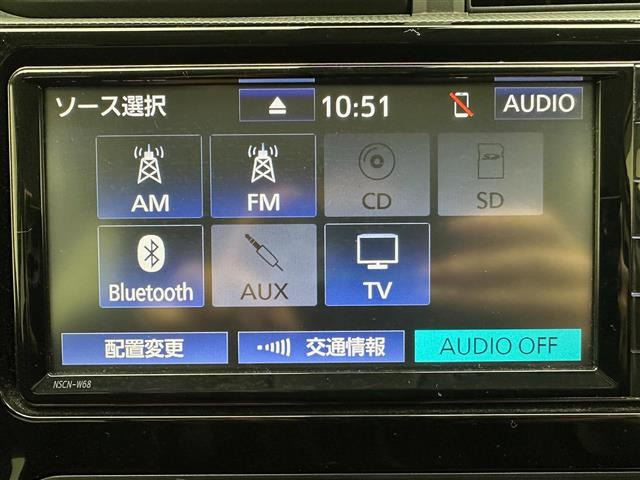 ソース選択
10:51
AUDIO
AM
FM
CD
SD
Bluetooth
AUX
TV
配置変更
交通情報
AUDIO OFF
NSCN-W68